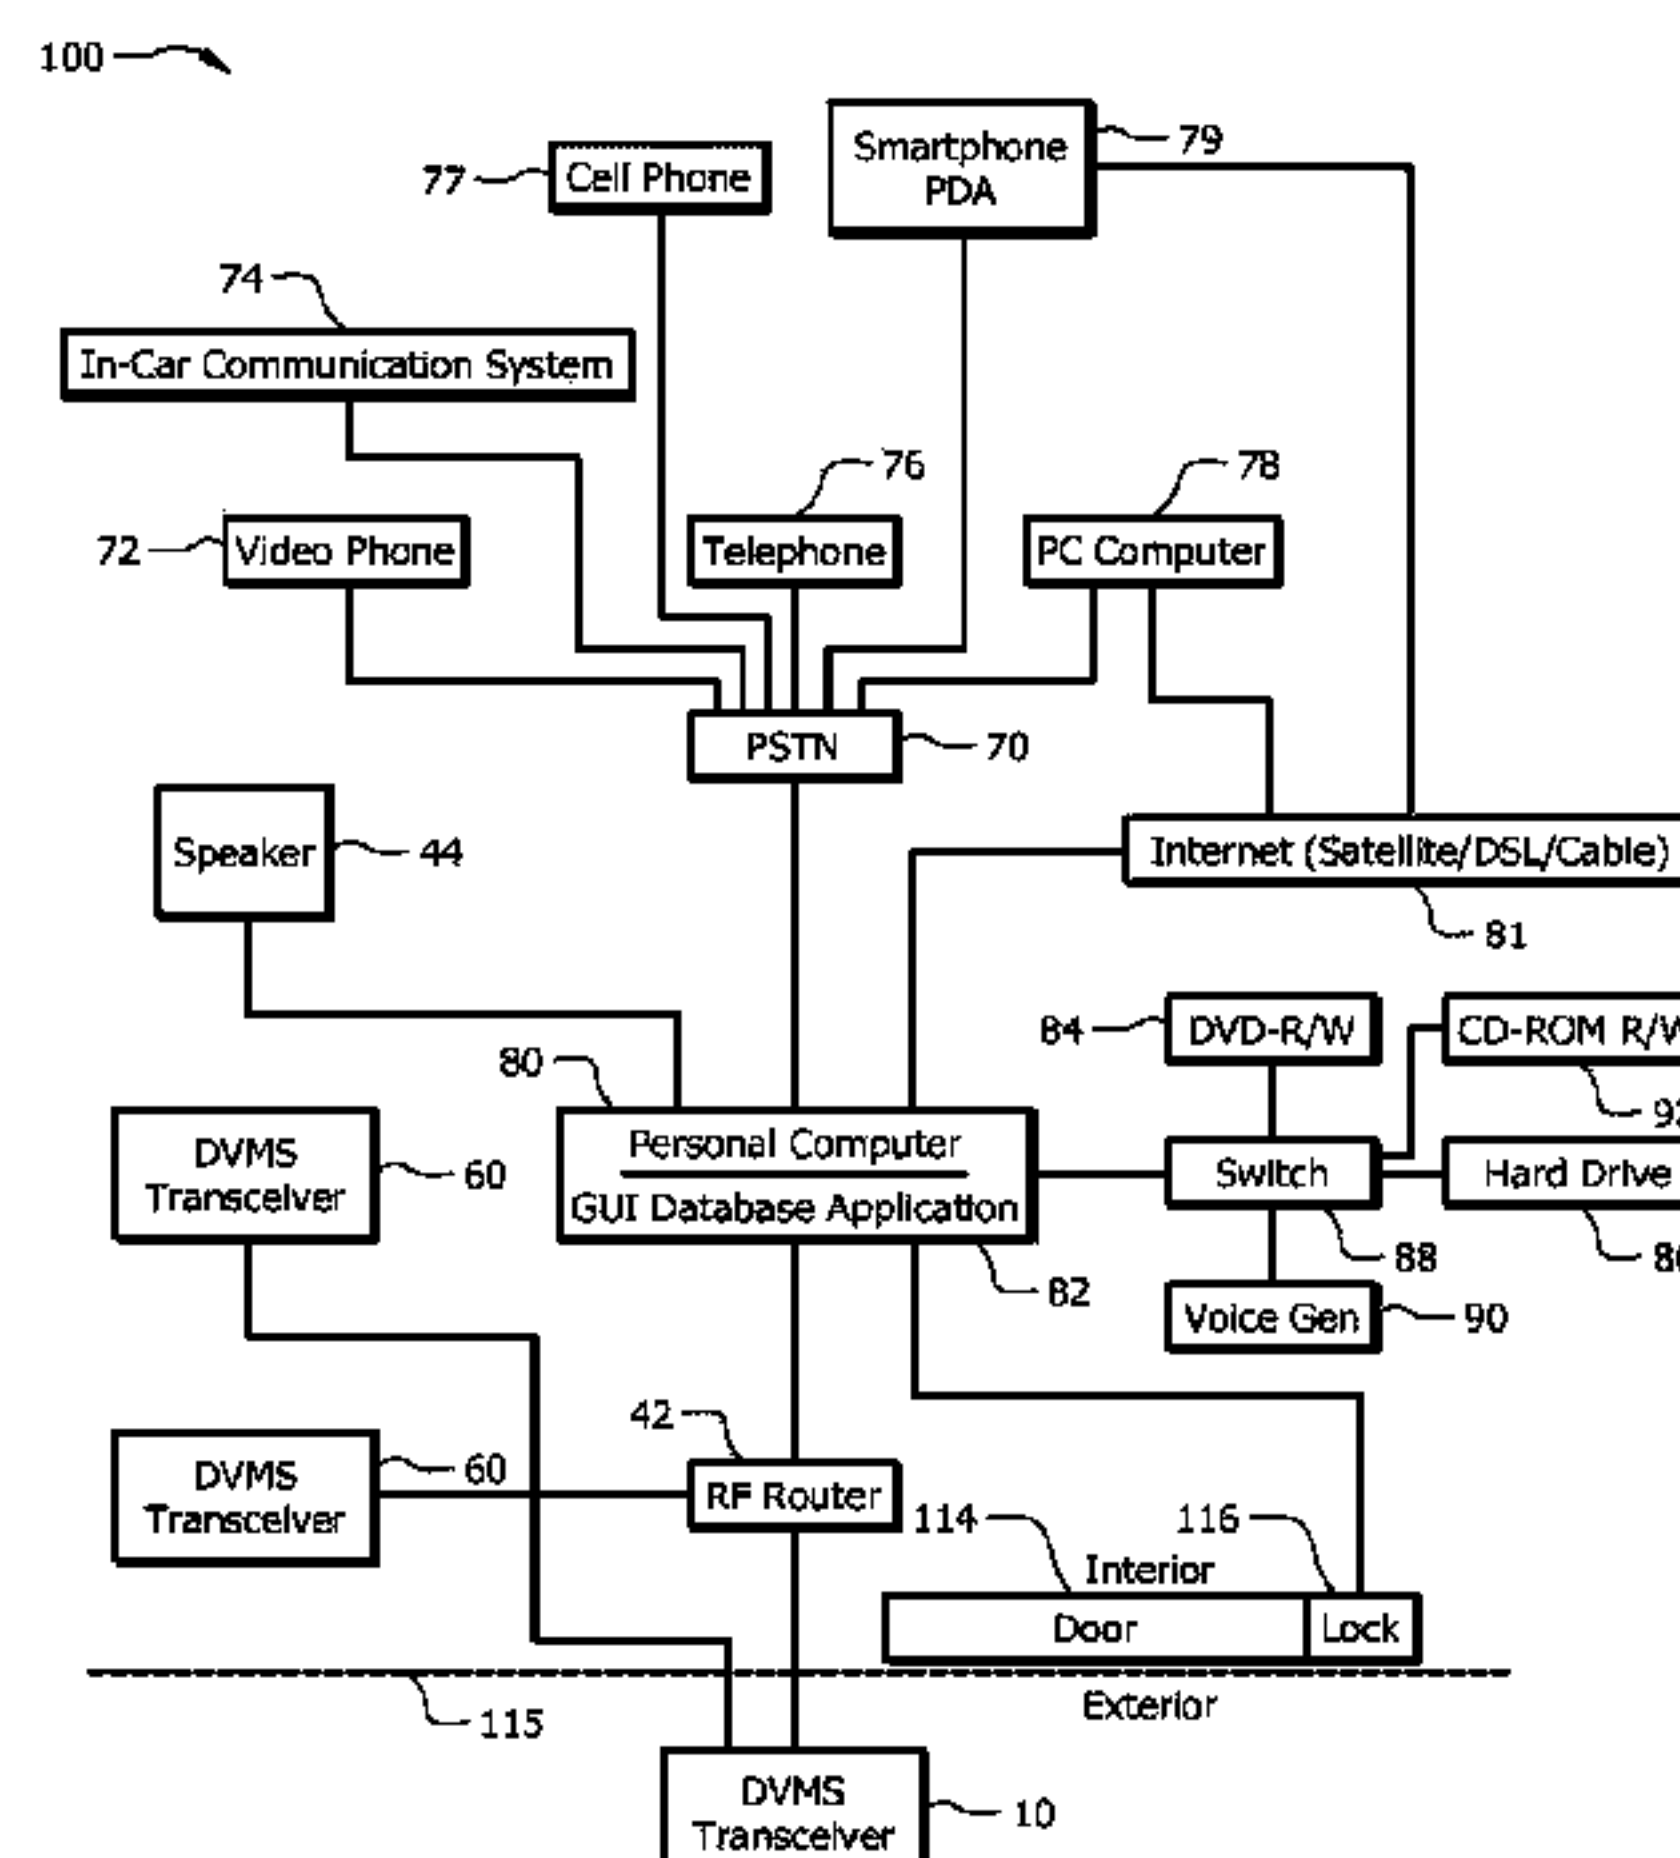 100
Smartphone
PDA
79
77
Cell Phone
74
In-Car Communication System
76
78
72
Video Phone
Telephone
PC Computer
PSTN
70
Speaker
44
Internet (Satellite/DSL/Cable)
81
84
DVD-R/W
CD-ROM R/W
80
Personal Computer
GUI Database Application
DVMS
Transceiver
60
Switch
Hard Drive
88
82
Voice Gen
90
42
DVMS
Transceiver
60
RF Router
114
116
Interior
Door
Lock
Exterior
115
DVMS
Transceiver
10